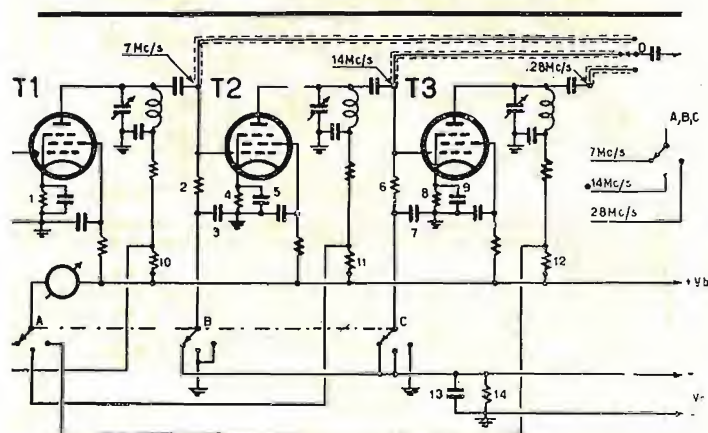 7Mc/s
14Mc/s
28Mc/s
D
T1
T2
T3
A,B,C
7Mc/s
14Mc/s
28Mc/s
1
2
3
4
5
6
7
8
9
10
11
12
+Vb
A
B
C
13
14
-
-